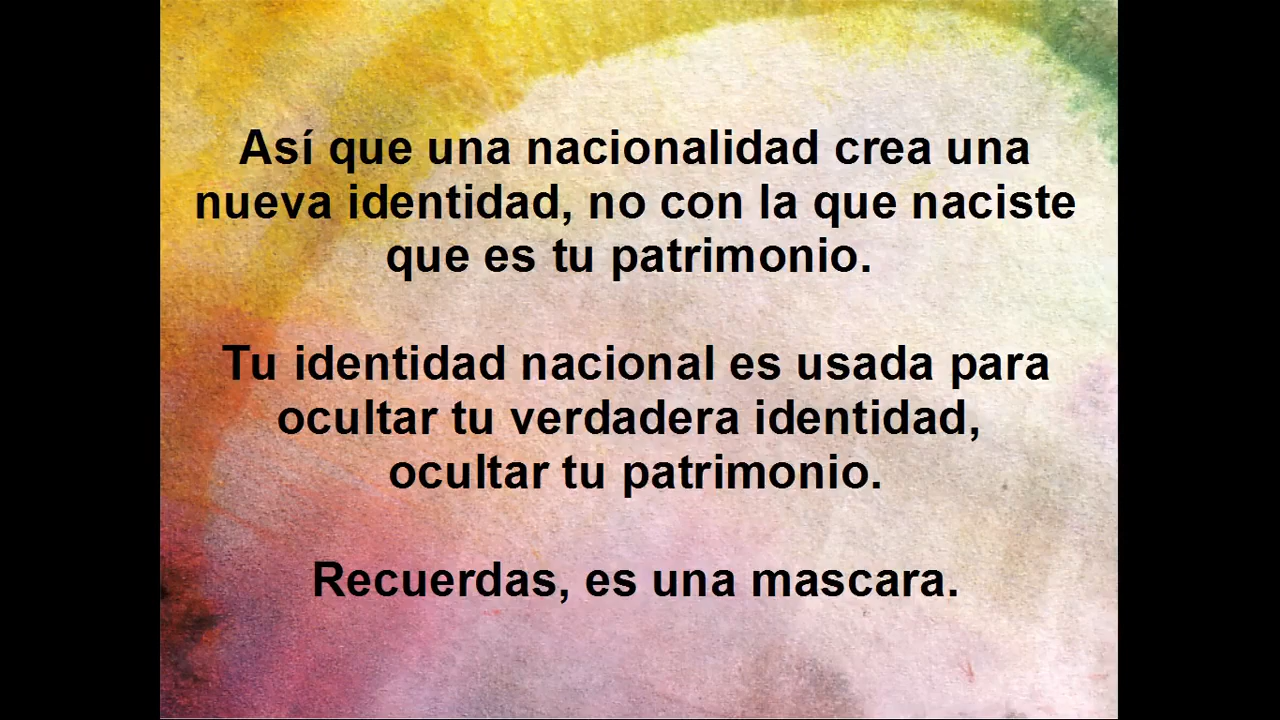 Así que una nacionalidad crea una
nueva identidad, no con la que naciste
que es tu patrimonio.
Tu identidad nacional es usada para
ocultar tu verdadera identidad,
ocultar tu patrimonio.
Recuerdas, es una mascara.